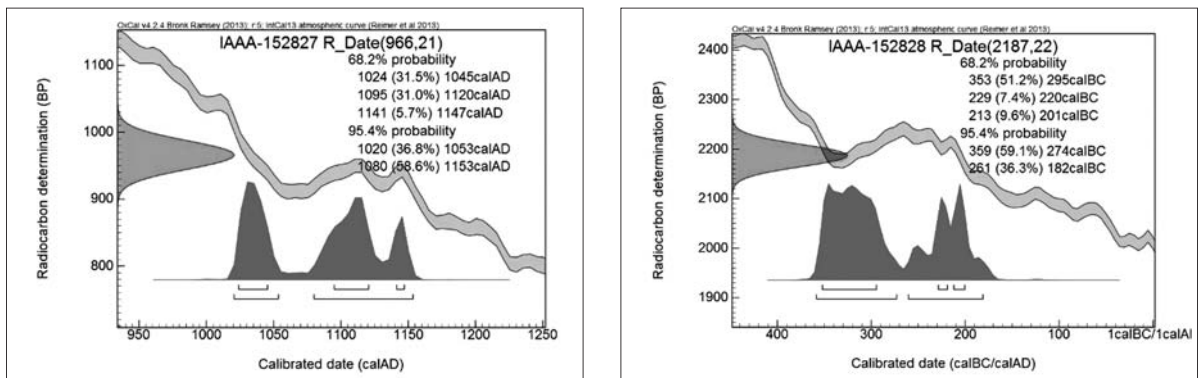 OxCal v4.2.4 Bronk Ramsey (2013); r:5; IntCal13 atmospheric curve (Reimer et al 2013)
IAAA-152827 R_Date(966,21)
68.2% probability
1024 (31.5%) 1045calAD
1095 (31.0%) 1120calAD
1141 (5.7%) 1147calAD
95.4% probability
1020 (36.8%) 1053calAD
1080 (58.6%) 1153calAD
Radiocarbon determination (BP)
1100
1000
900
800
950
1000
1050
1100
1150
1200
1250
Calibrated date (calAD)
OxCal v4.2.4 Bronk Ramsey (2013); r:5; IntCal13 atmospheric curve (Reimer et al 2013)
IAAA-152828 R_Date(2187,22)
68.2% probability
353 (51.2%) 295calBC
229 (7.4%) 220calBC
213 (9.6%) 201calBC
95.4% probability
359 (59.1%) 274calBC
261 (36.3%) 182calBC
Radiocarbon determination (BP)
2400
2300
2200
2100
2000
1900
400
300
200
100
1calBC/1calAl
Calibrated date (calBC/calAD)